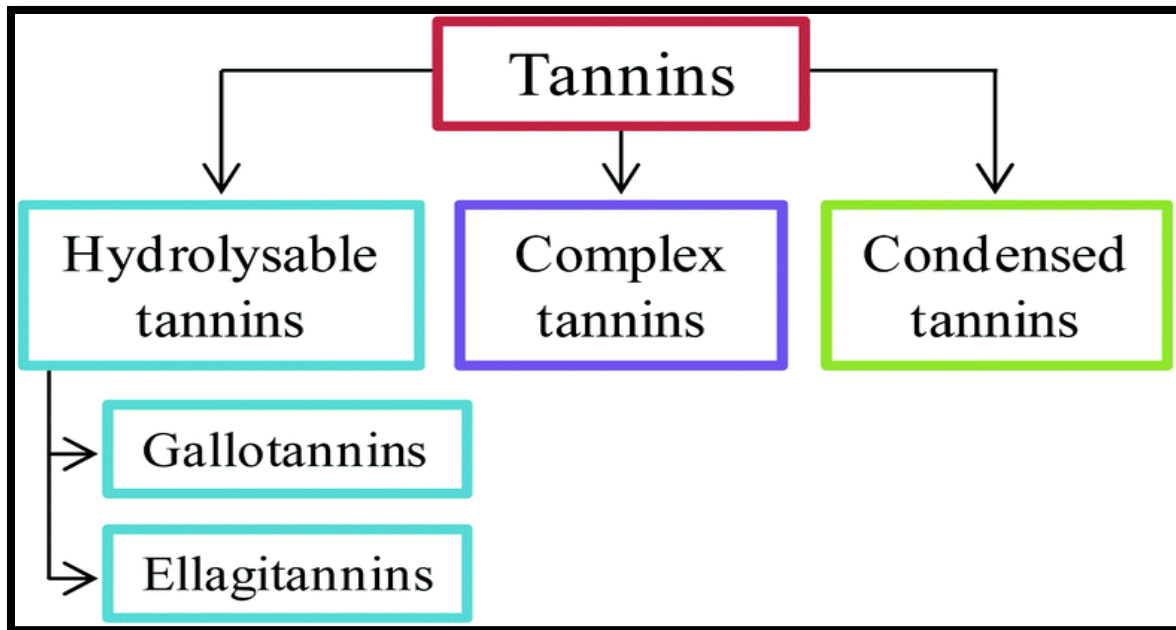 Tannins
Hydrolysable
tannins
Complex
tannins
Condensed
tannins
Gallotannins
Ellagitannins